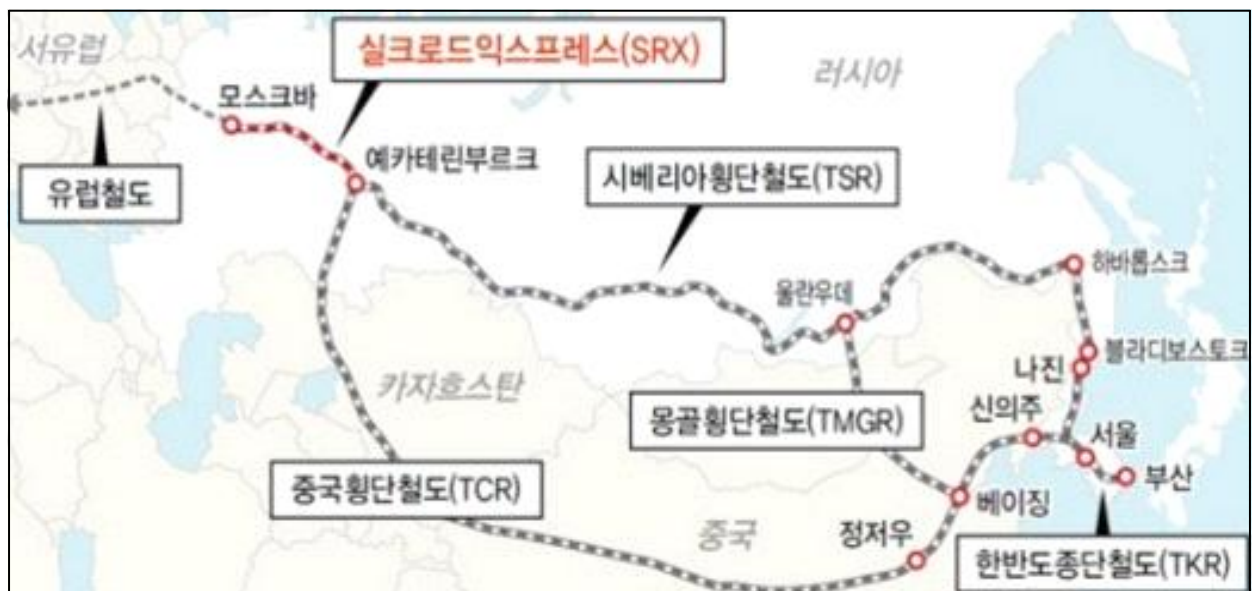 서유럽
실크로드익스프레스(SRX)
러시아
모스크바
예카테린부르크
유럽철도
시베리아횡단철도(TSR)
하바롭스크
울란우데
블라디보스토크
나진
카자흐스탄
몽골횡단철도(TMGR)
신의주
서울
부산
중국횡단철도(TCR)
베이징
중국
정저우
한반도종단철도(TKR)